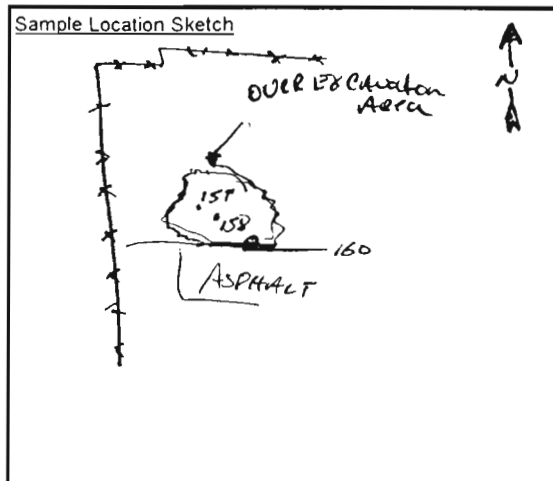 Sample Location Sketch
N
OVER EXCAVATION
AREA
157
158
160
ASPHALT